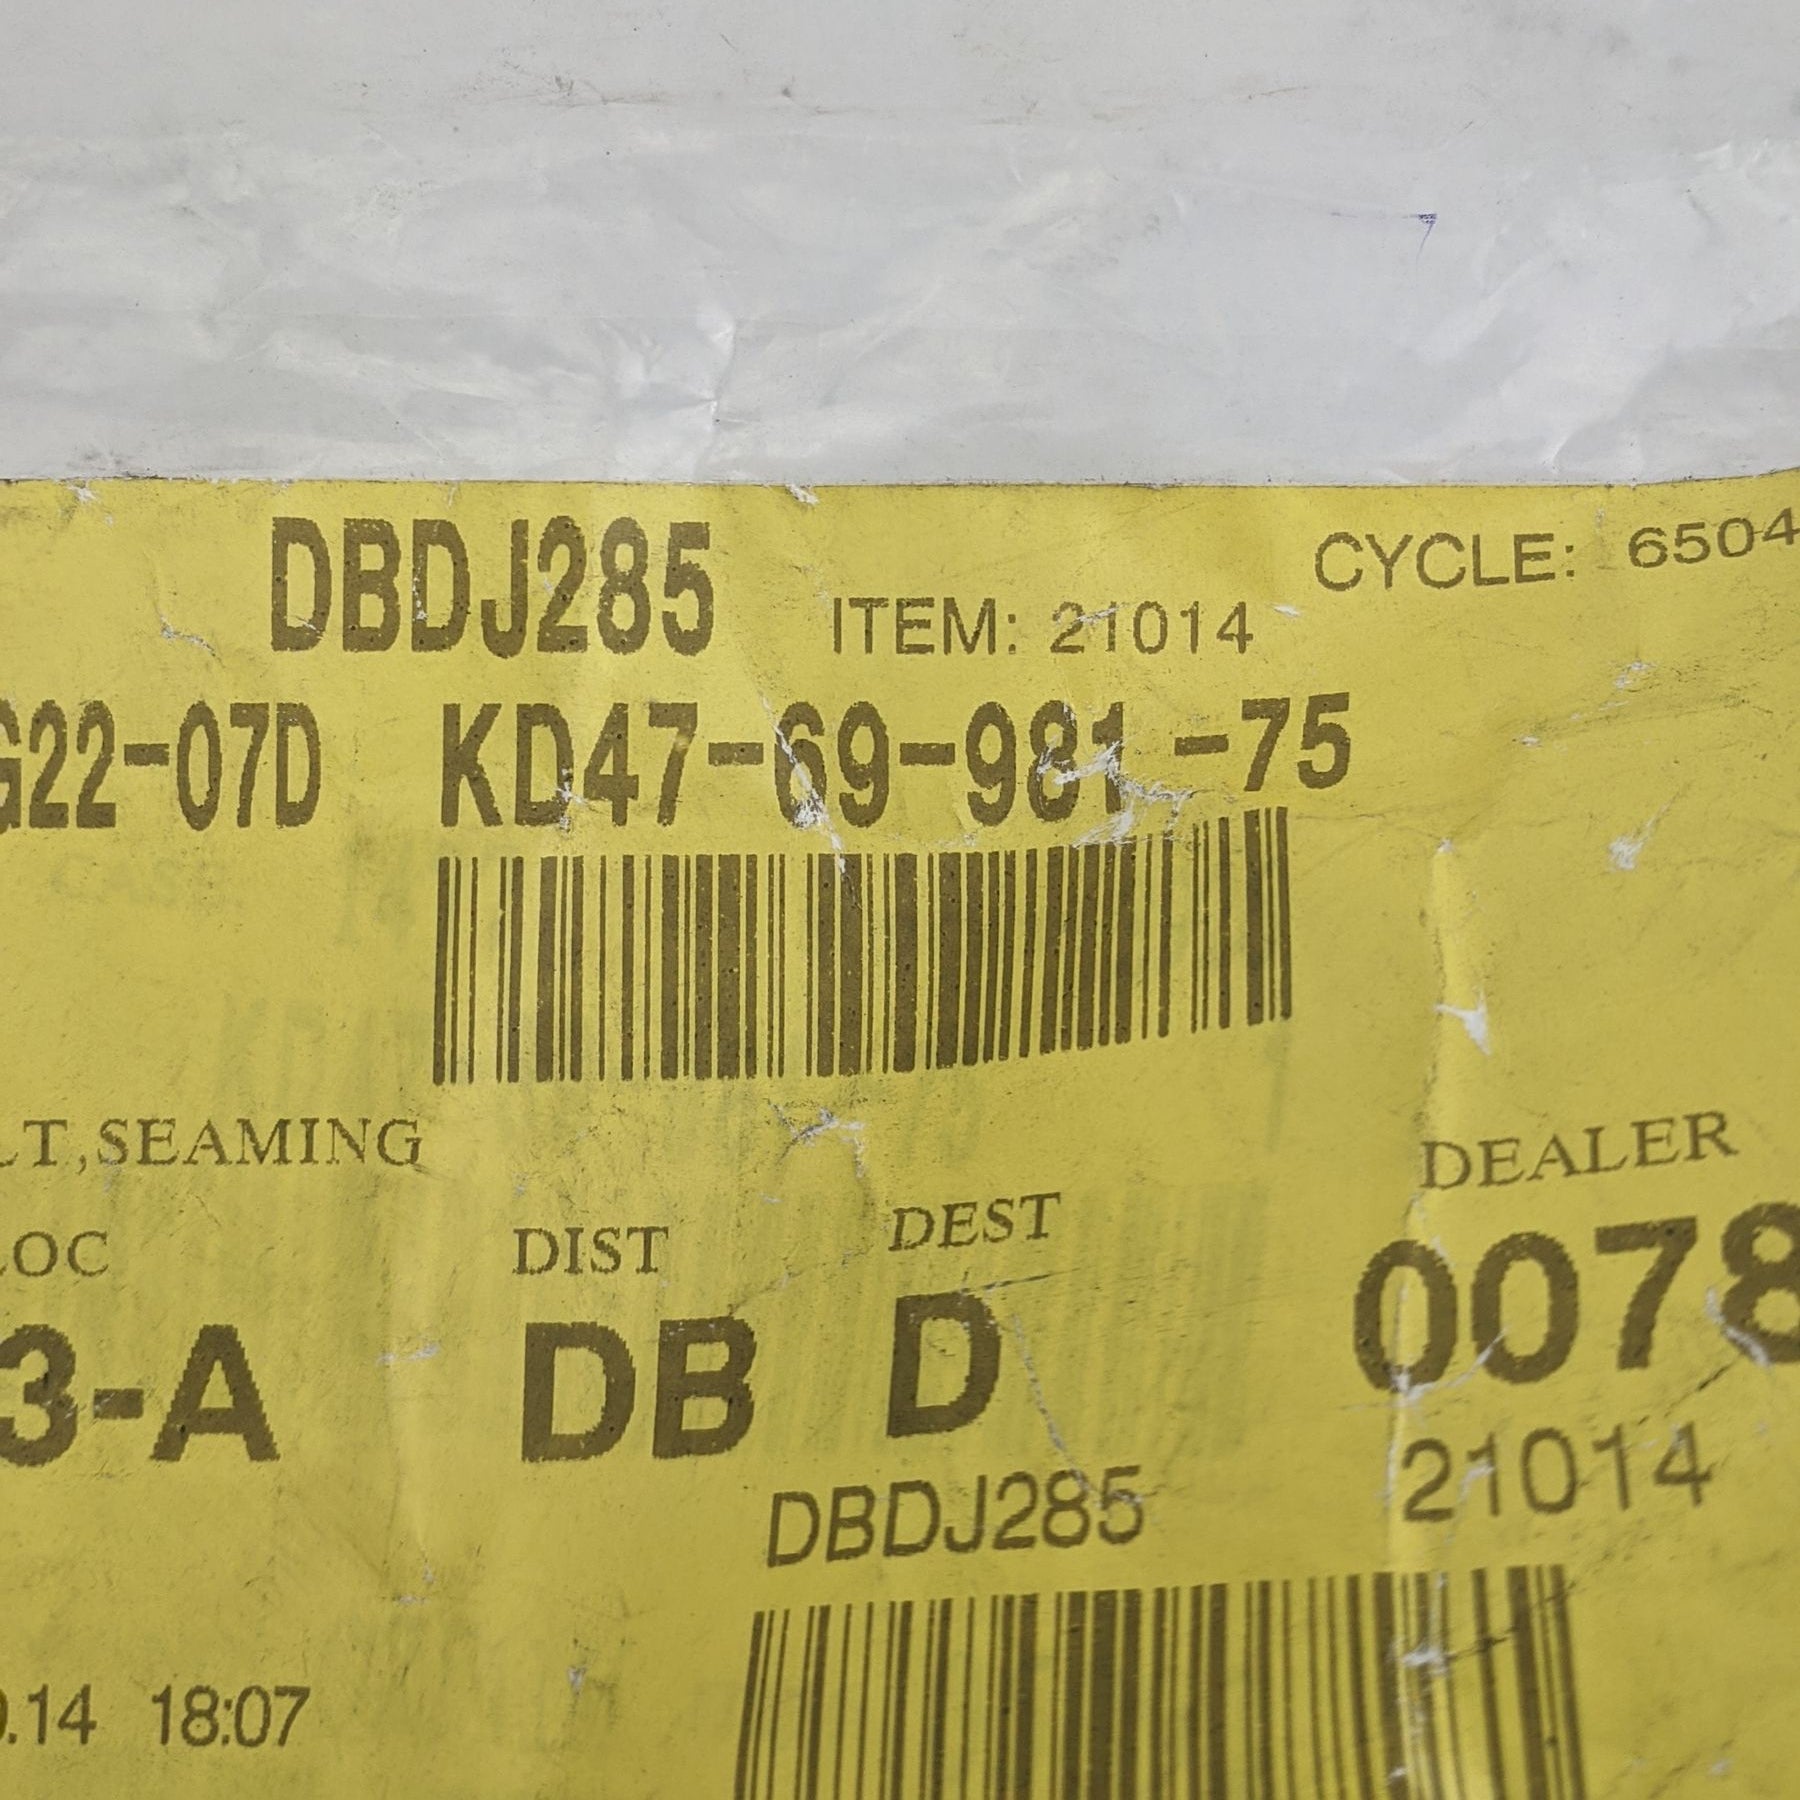 DBDJ285 ITEM: 21014 CYCLE: 6504
G22-07D KD47-69-981 -75
LT,SEAMING
LOC DIST DEST DEALER
3-A DB D 0078
DBDJ285 21014
.14 18:07